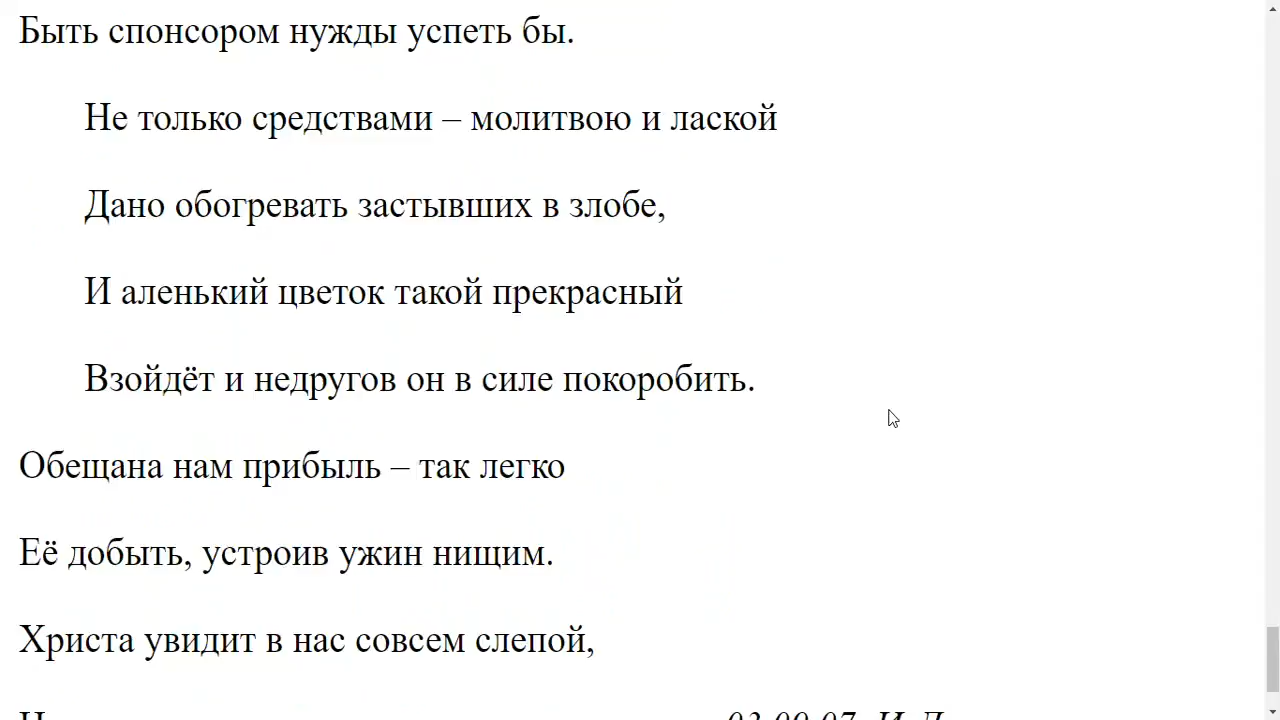 Быть спонсором нужды успеть бы.
Не только средствами – молитвою и лаской
Дано обогревать застывших в злобе,
И аленький цветок такой прекрасный
Взойдёт и недругов он в силе покоробить.
Обещана нам прибыль – так легко
Её добыть, устроив ужин нищим.
Христа увидит в нас совсем слепой,